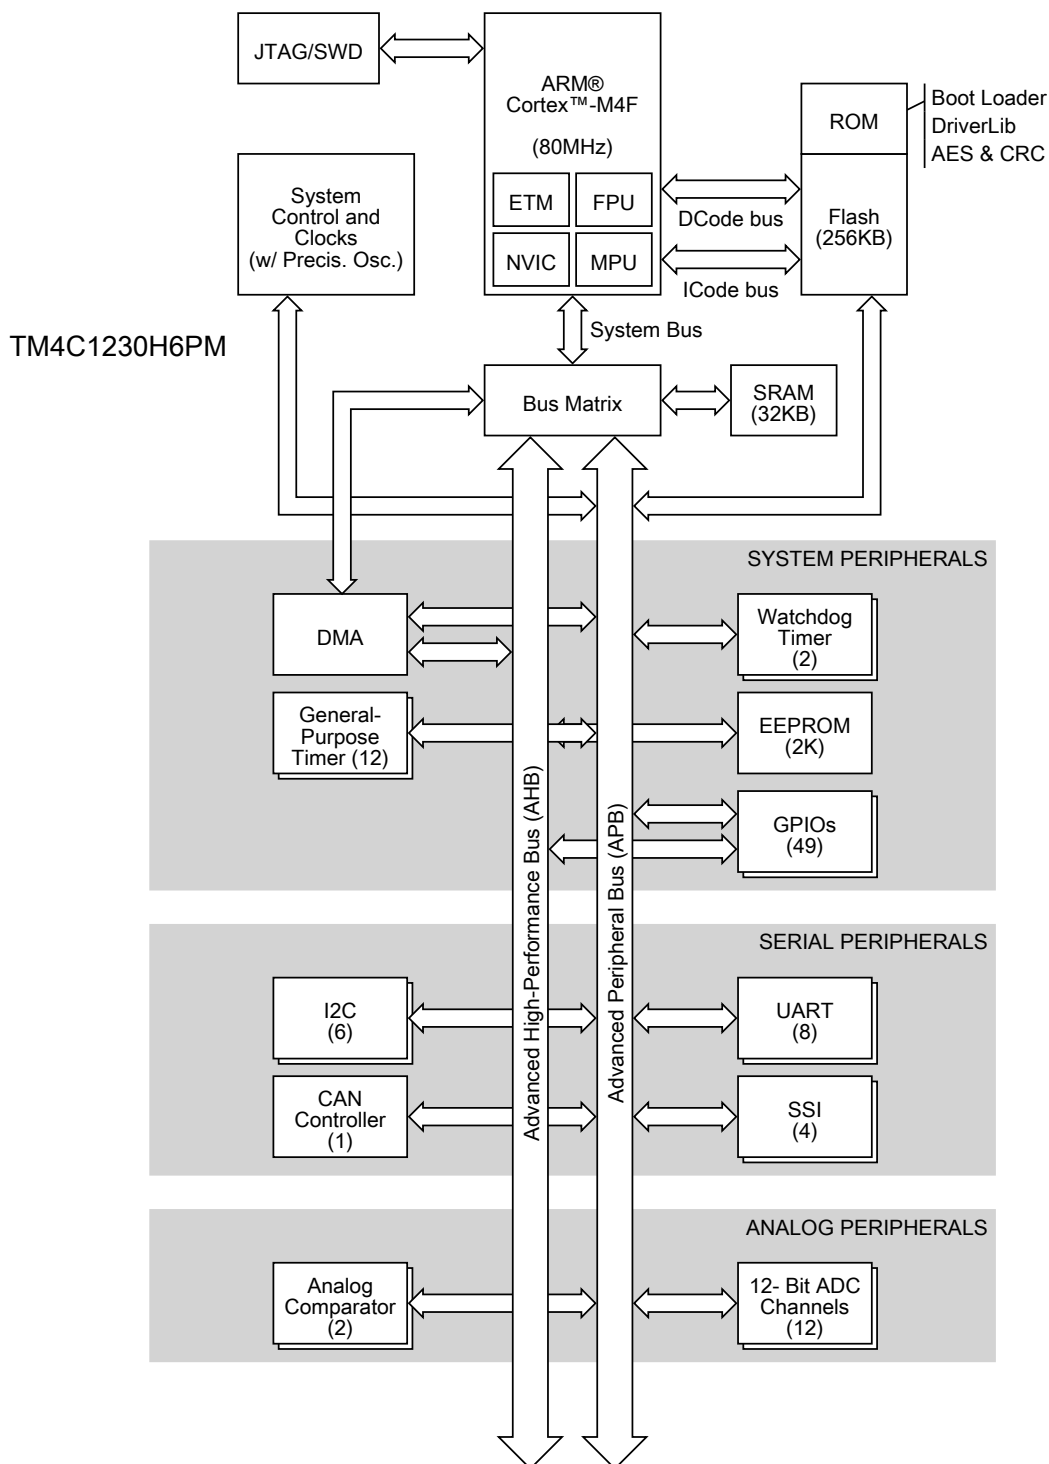 JTAG/SWD
ARM®
Cortex™-M4F
(80MHz)
ETM
FPU
NVIC
MPU
ROM
Boot Loader
DriverLib
AES & CRC
Flash
(256KB)
DCode bus
ICode bus
System
Control and
Clocks
(w/ Precis. Osc.)
TM4C1230H6PM
System Bus
Bus Matrix
SRAM
(32KB)
SYSTEM PERIPHERALS
DMA
Watchdog
Timer
(2)
General-
Purpose
Timer (12)
EEPROM
(2K)
GPIOs
(49)
Advanced High-Performance Bus (AHB)
Advanced Peripheral Bus (APB)
SERIAL PERIPHERALS
I2C
(6)
UART
(8)
CAN
Controller
(1)
SSI
(4)
ANALOG PERIPHERALS
Analog
Comparator
(2)
12- Bit ADC
Channels
(12)